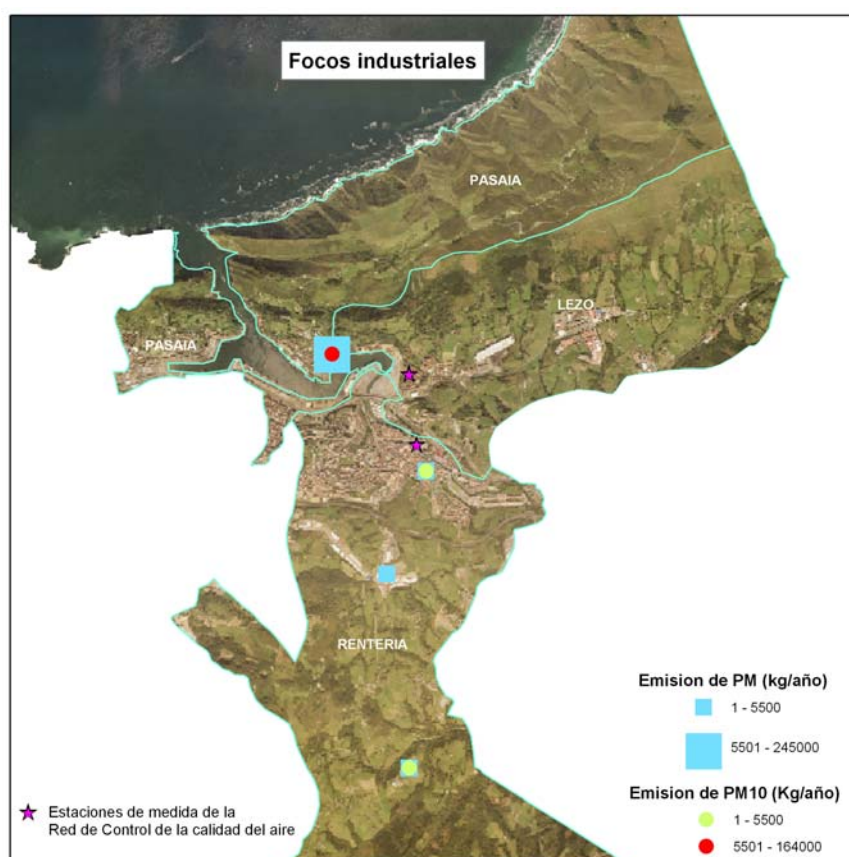 Focos industriales
PASAIA
LEZO
PASAIA
RENTERIA
Emision de PM (kg/año)
1 - 5500
5501 - 245000
Emision de PM10 (Kg/año)
1 - 5500
5501 - 164000
Estaciones de medida de la
Red de Control de la calidad del aire